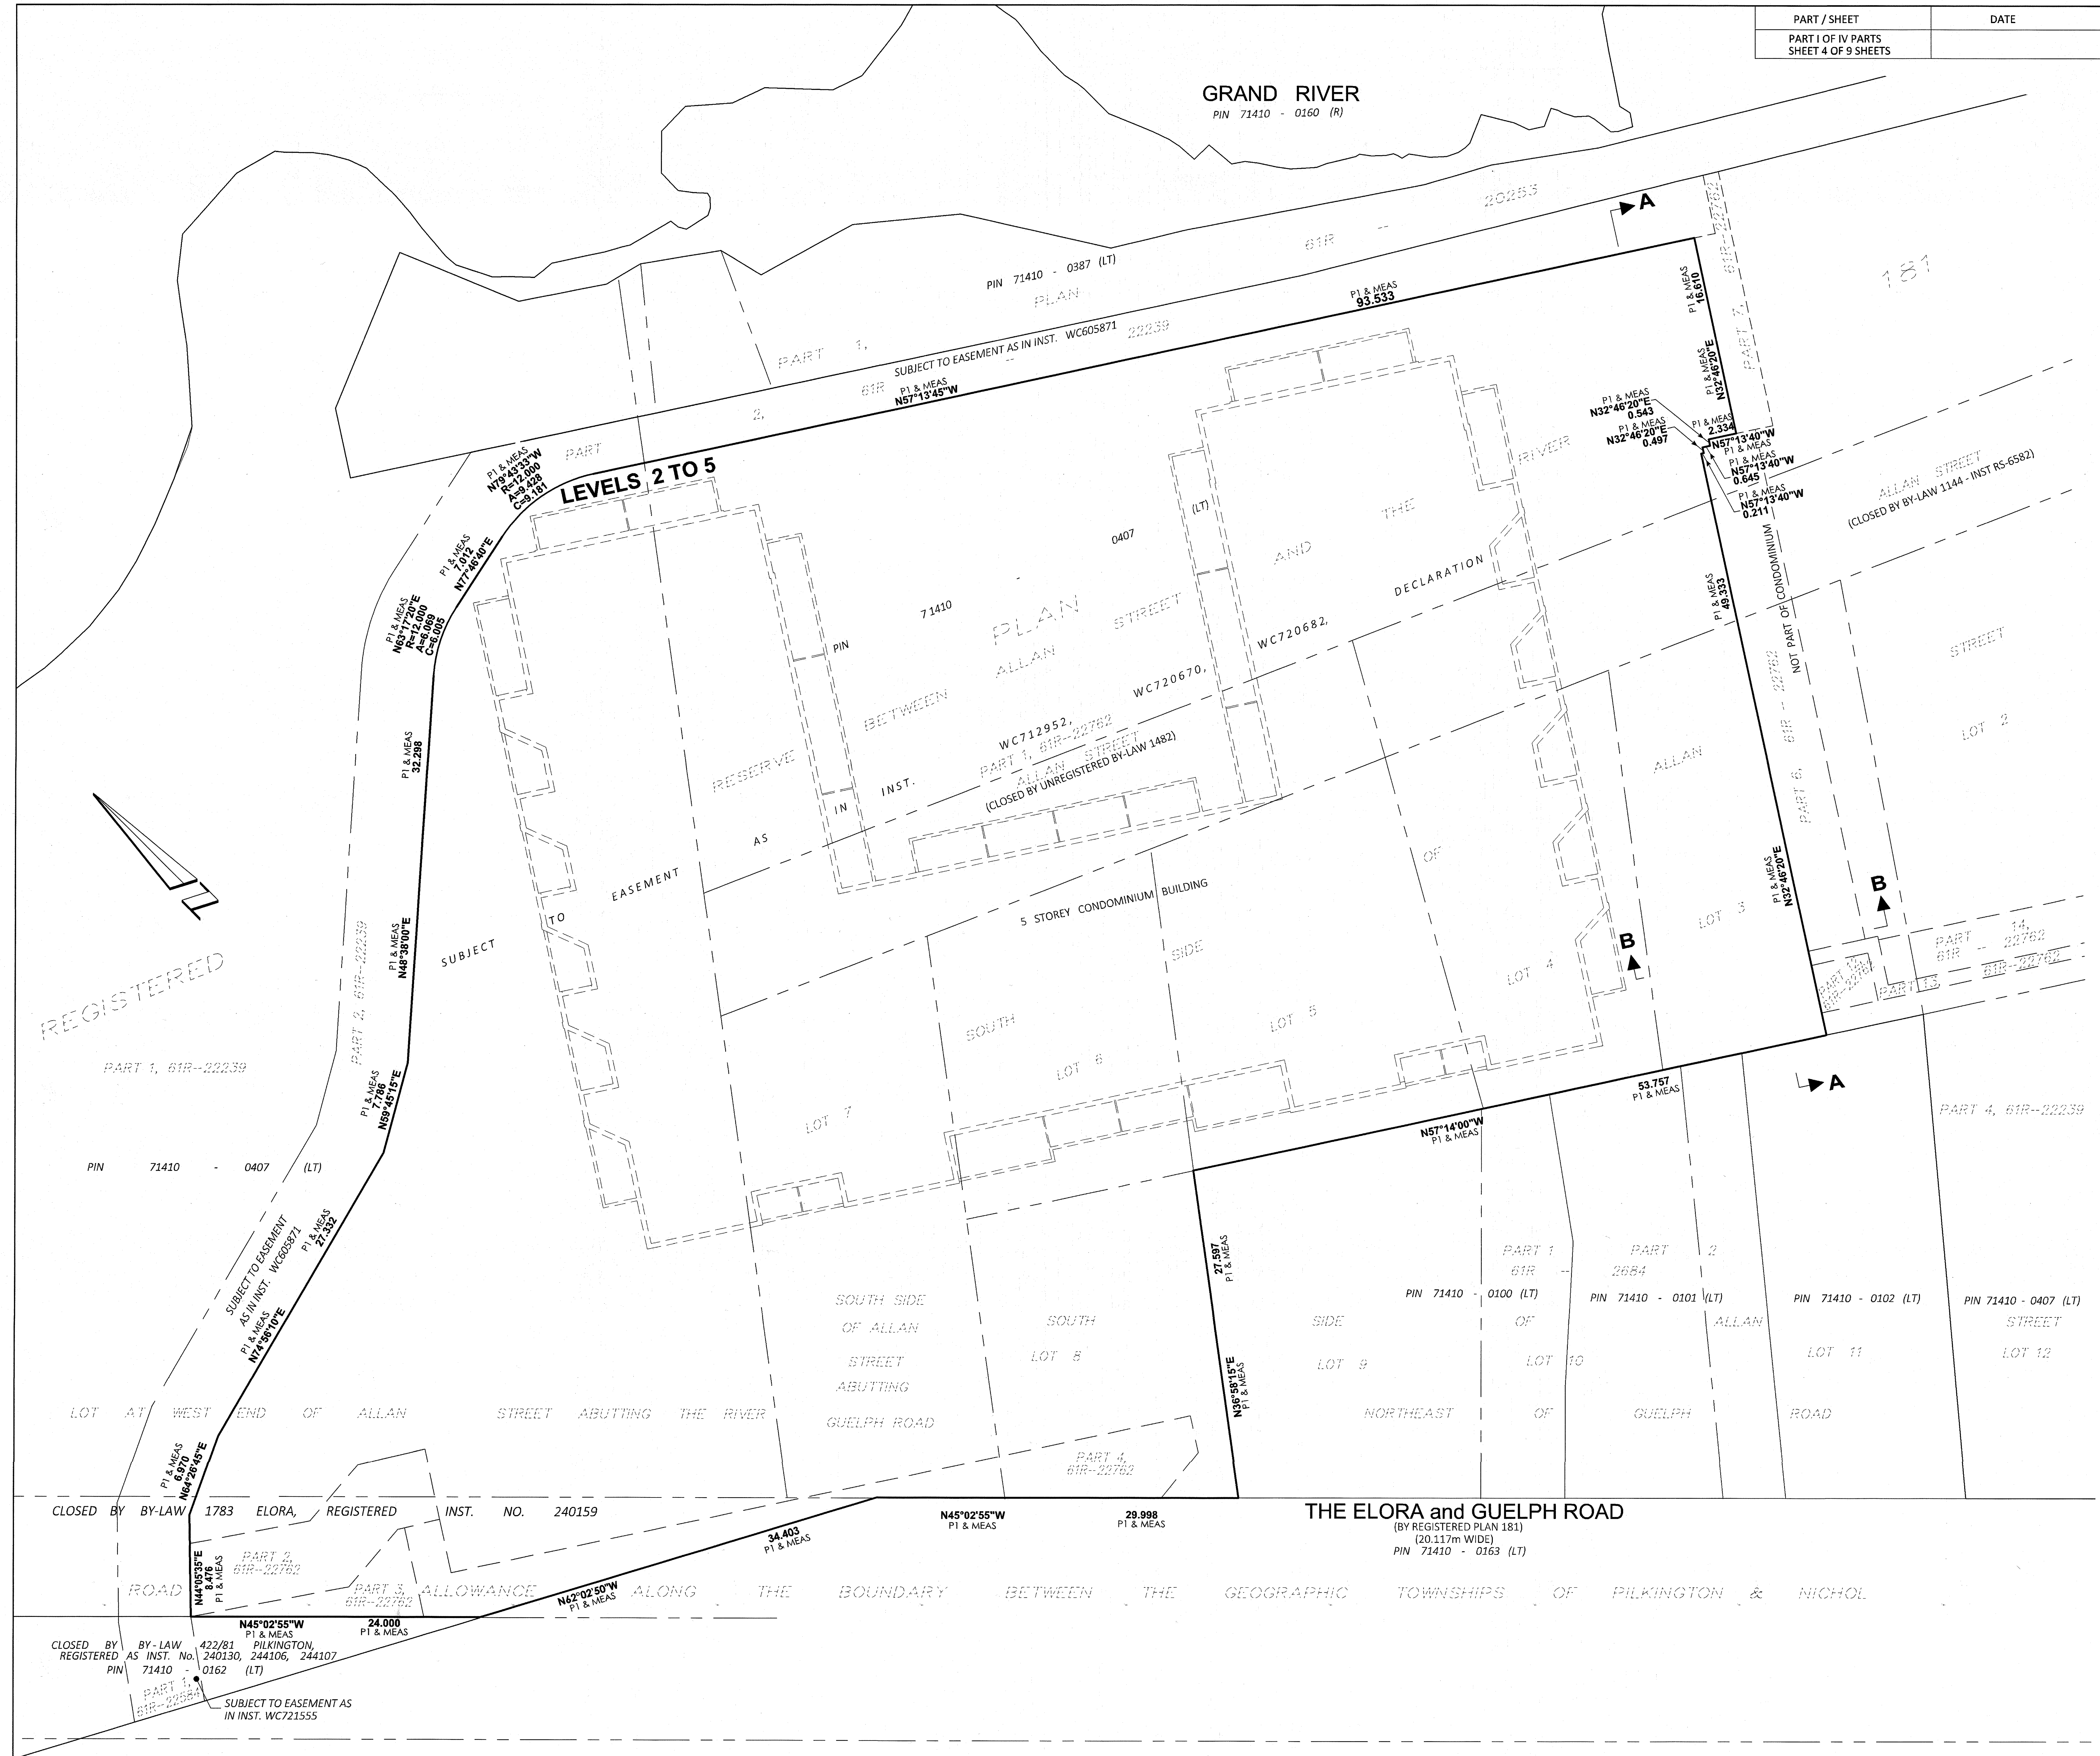 PART / SHEET
DATE
PART I OF IV PARTS
SHEET 4 OF 9 SHEETS
GRAND RIVER
PIN 71410 - 0160 (R)
20253
61R --
A
PIN 71410 - 0387 (LT)
PLAN
PART 1,
SUBJECT TO EASEMENT AS IN INST. WC605871
22239
61R --
2,
PART
P1 & MEAS
93.533
P1 & MEAS
N57°13'45"W
P1 & MEAS
16.610
P1 & MEAS
N32°46'20"E
PART 7, 61R--22762
181
P1 & MEAS
N32°46'20"E
0.543
P1 & MEAS
N32°46'20"E
0.497
P1 & MEAS
2.334
N57°13'40"W
P1 & MEAS
P1 & MEAS
N57°13'40"W
0.645
P1 & MEAS
N57°13'40"W
0.211
ALLAN STREET
(CLOSED BY BY-LAW 1144 - INST RS-6582)
P1 & MEAS
N79°43'33"W
R=12.000
A=9.428
C=9.181
LEVELS 2 TO 5
P1 & MEAS
7.012
N77°46'40"E
P1 & MEAS
N63°17'20"E
R=12.000
A=6.069
C=6.005
P1 & MEAS
32.298
P1 & MEAS
N48°38'00"E
PIN 71410 - 0407 (LT)
PLAN
RESERVE BETWEEN ALLAN STREET AND THE RIVER
SUBJECT TO EASEMENT AS IN INST. WC712952, WC720670, WC720682, DECLARATION
PART 1, 61R--22762
ALLAN STREET
(CLOSED BY UNREGISTERED BY-LAW 1482)
5 STOREY CONDOMINIUM BUILDING
P1 & MEAS
49.333
P1 & MEAS
N32°46'20"E
NOT PART OF CONDOMINIUM
PART 6, 61R -- 22762
STREET
LOT 2
SOUTH SIDE OF ALLAN
LOT 3
LOT 4
LOT 5
LOT 6
LOT 7
B
B
PART 14,
61R -- 22762
PART 13
61R--22762
REGISTERED
PART 1, 61R--22239
PART 2, 61R--22239
P1 & MEAS
7.786
N59°45'15"E
PIN 71410 - 0407 (LT)
SUBJECT TO EASEMENT
AS IN INST. WC605871
P1 & MEAS
27.332
P1 & MEAS
N74°56'10"E
53.757
P1 & MEAS
N57°14'00"W
P1 & MEAS
A
PART 4, 61R--22239
27.597
P1 & MEAS
N36°58'15"E
P1 & MEAS
PART 1
61R --
PART 2
2684
PIN 71410 - 0100 (LT)
PIN 71410 - 0101 (LT)
PIN 71410 - 0102 (LT)
PIN 71410 - 0407 (LT)
SOUTH SIDE
OF ALLAN
STREET
ABUTTING
GUELPH ROAD
SOUTH SIDE OF ALLAN STREET
LOT 8
LOT 9
LOT 10
LOT 11
LOT 12
LOT AT WEST END OF ALLAN STREET ABUTTING THE RIVER
NORTHEAST OF GUELPH ROAD
PART 4,
61R--22762
P1 & MEAS
6.970
N64°26'45"E
CLOSED BY BY-LAW 1783 ELORA, REGISTERED INST. NO. 240159
N45°02'55"W
P1 & MEAS
29.998
P1 & MEAS
THE ELORA and GUELPH ROAD
(BY REGISTERED PLAN 181)
(20.117m WIDE)
PIN 71410 - 0163 (LT)
34.403
P1 & MEAS
N62°02'50"W
P1 & MEAS
N44°05'35"E
8.476
P1 & MEAS
PART 2,
61R--22762
PART 3,
61R--22762
ROAD ALLOWANCE ALONG THE BOUNDARY BETWEEN THE GEOGRAPHIC TOWNSHIPS OF PILKINGTON & NICHOL
N45°02'55"W
P1 & MEAS
24.000
P1 & MEAS
CLOSED BY BY-LAW 422/81 PILKINGTON,
REGISTERED AS INST. No. 240130, 244106, 244107
PIN 71410 - 0162 (LT)
PART 1,
61R--22584
SUBJECT TO EASEMENT AS
IN INST. WC721555